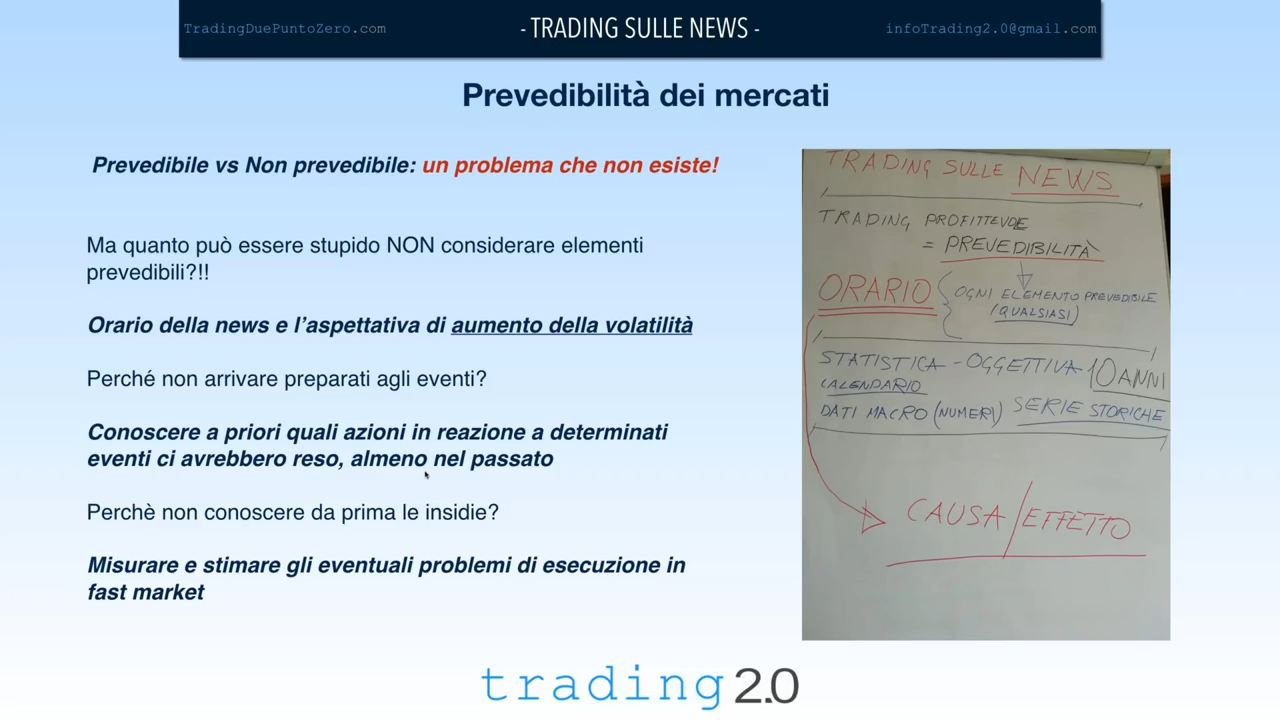 TradingDuePuntoZero.com
- TRADING SULLE NEWS -
infoTrading2.0@gmail.com
Prevedibilità dei mercati
Prevedibile vs Non prevedibile: un problema che non esiste!
Ma quanto può essere stupido NON considerare elementi
prevedibili?!!
Orario della news e l'aspettativa di aumento della volatilità
Perché non arrivare preparati agli eventi?
Conoscere a priori quali azioni in reazione a determinati
eventi ci avrebbero reso, almeno nel passato
Perchè non conoscere da prima le insidie?
Misurare e stimare gli eventuali problemi di esecuzione in
fast market
TRADING SULLE NEWS
TRADING PROFITTEVOLE
= PREVEDIBILITÀ
ORARIO
OGNI ELEMENTO PREVEDIBILE
(QUALSIASI)
STATISTICA - OGGETTIVA 10 ANNI
CALENDARIO
DATI MACRO (NUMERI) SERIE STORICHE
CAUSA/EFFETTO
trading 2.0